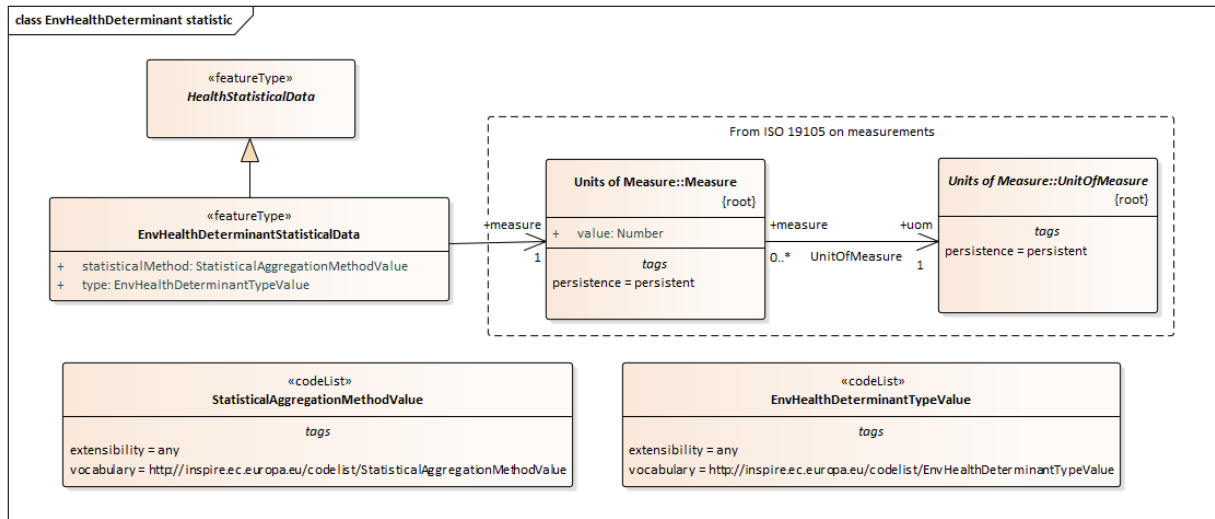 class EnvHealthDeterminant statistic
«featureType»
HealthStatisticalData
«featureType»
EnvHealthDeterminantStatisticalData
+ statisticalMethod: StatisticalAggregationMethodValue
+ type: EnvHealthDeterminantTypeValue
From ISO 19105 on measurements
+measure
1
Units of Measure::Measure
{root}
+ value: Number
tags
persistence = persistent
+measure
0..*
UnitOfMeasure
+uom
1
Units of Measure::UnitOfMeasure
{root}
tags
persistence = persistent
«codeList»
StatisticalAggregationMethodValue
tags
extensibility = any
vocabulary = http://inspire.ec.europa.eu/codelist/StatisticalAggregationMethodValue
«codeList»
EnvHealthDeterminantTypeValue
tags
extensibility = any
vocabulary = http://inspire.ec.europa.eu/codelist/EnvHealthDeterminantTypeValue